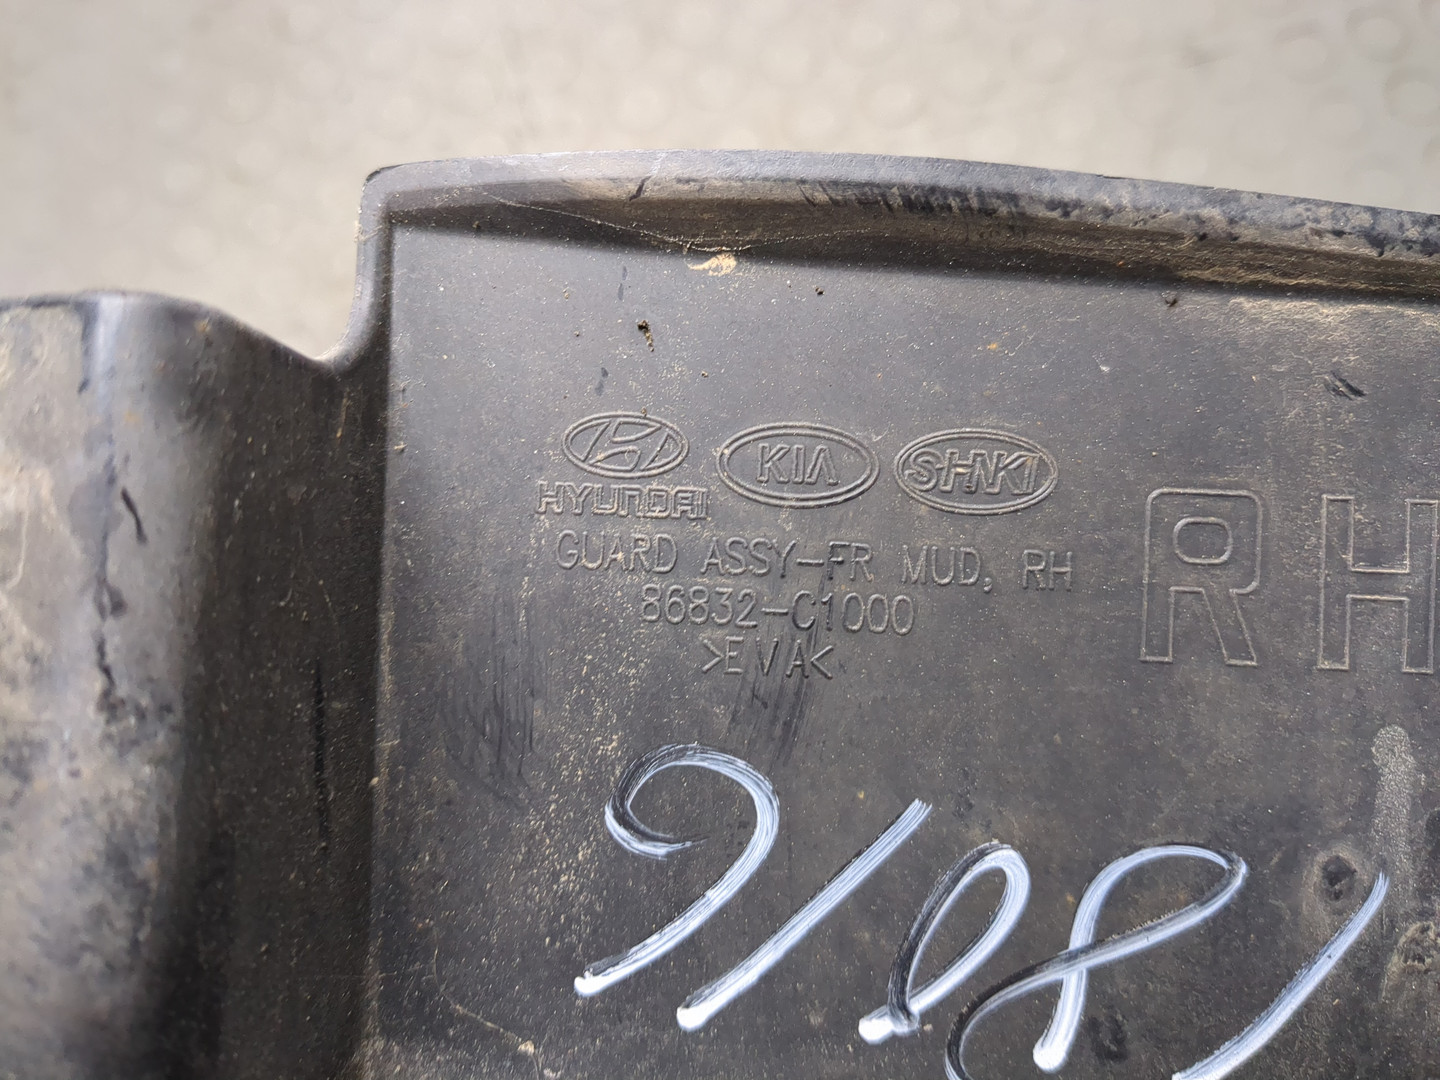 HYUNDAI KIA SHNKI
GUARD ASSY-FR MUD, RH
86832-C1000
>EVA<
RH